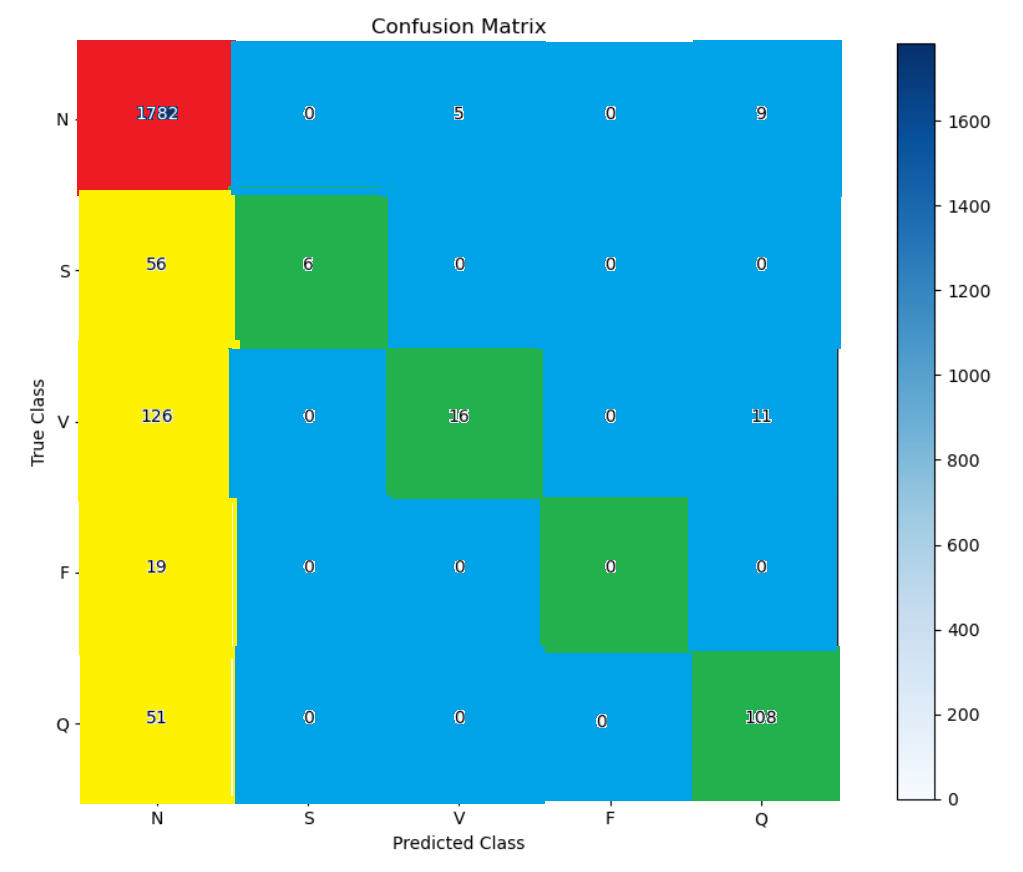 Confusion Matrix
N 1782 0 5 0 9
S 56 6 0 0 0
V 126 0 16 0 11
F 19 0 0 0 0
Q 51 0 0 0 108
N S V F Q
Predicted Class
True Class
1600
1400
1200
1000
800
600
400
200
0